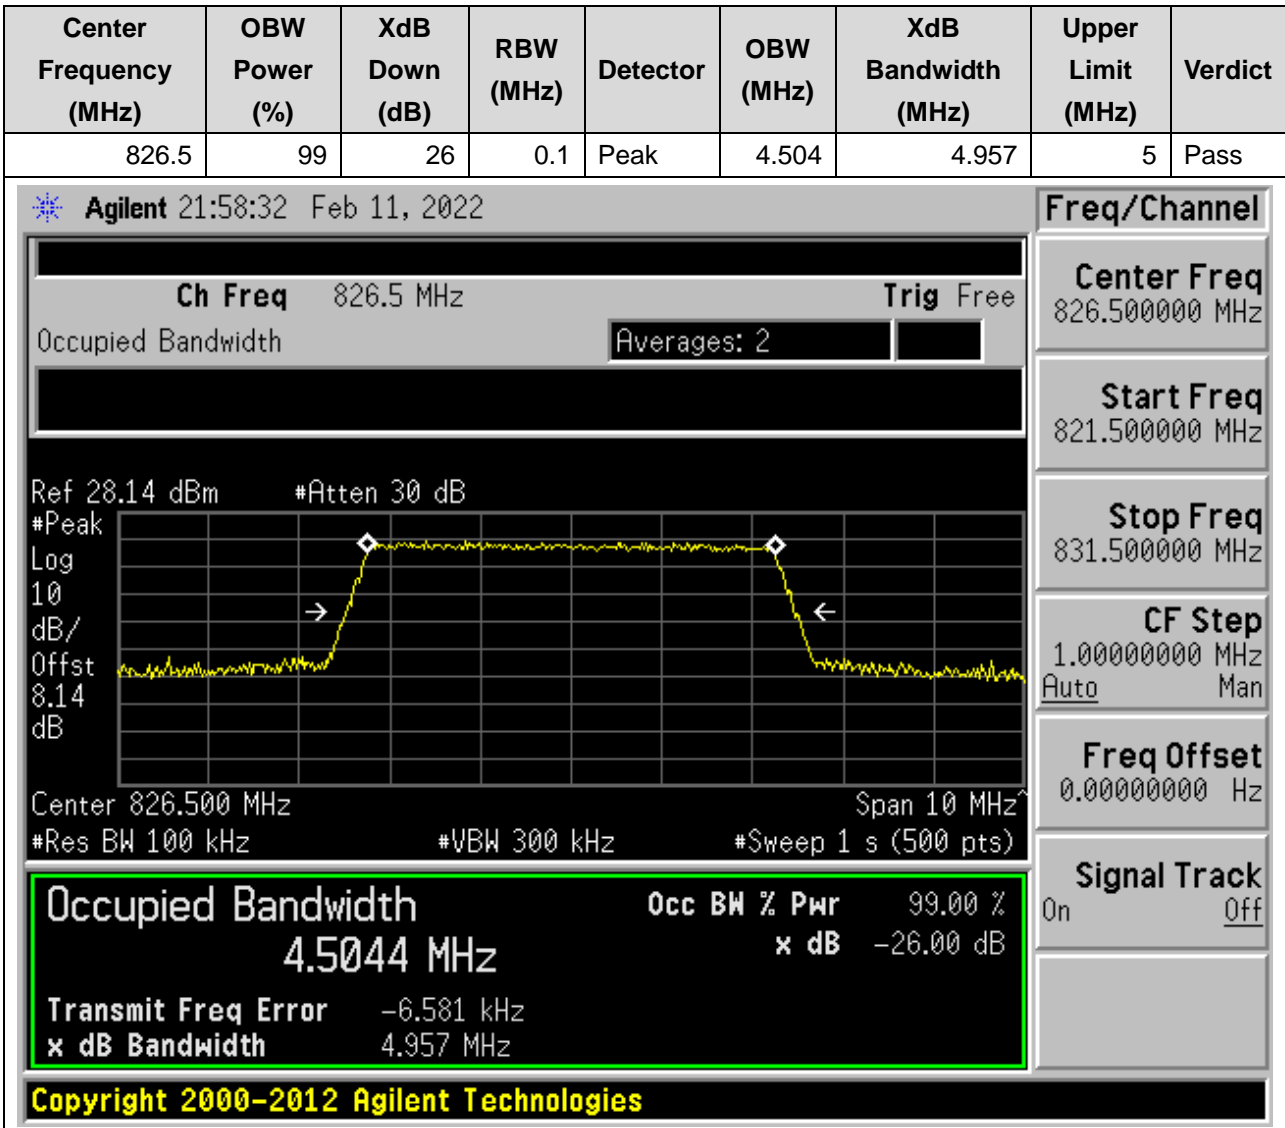 Center Frequency (MHz) OBW Power (%) XdB Down (dB) RBW (MHz) Detector OBW (MHz) XdB Bandwidth (MHz) Upper Limit (MHz) Verdict
826.5 99 26 0.1 Peak 4.504 4.957 5 Pass
Agilent 21:58:32 Feb 11, 2022
Freq/Channel
Ch Freq 826.5 MHz Trig Free
Occupied Bandwidth Averages: 2
Center Freq
826.500000 MHz
Start Freq
821.500000 MHz
Stop Freq
831.500000 MHz
CF Step
1.00000000 MHz
Auto Man
Freq Offset
0.00000000 Hz
Signal Track
On Off
Ref 28.14 dBm #Atten 30 dB
#Peak
Log
10
dB/
Offst
8.14
dB
Center 826.500 MHz Span 10 MHz^
#Res BW 100 kHz #VBW 300 kHz #Sweep 1 s (500 pts)
Occupied Bandwidth Occ BW % Pwr 99.00 %
4.5044 MHz x dB -26.00 dB
Transmit Freq Error -6.581 kHz
x dB Bandwidth 4.957 MHz
Copyright 2000-2012 Agilent Technologies